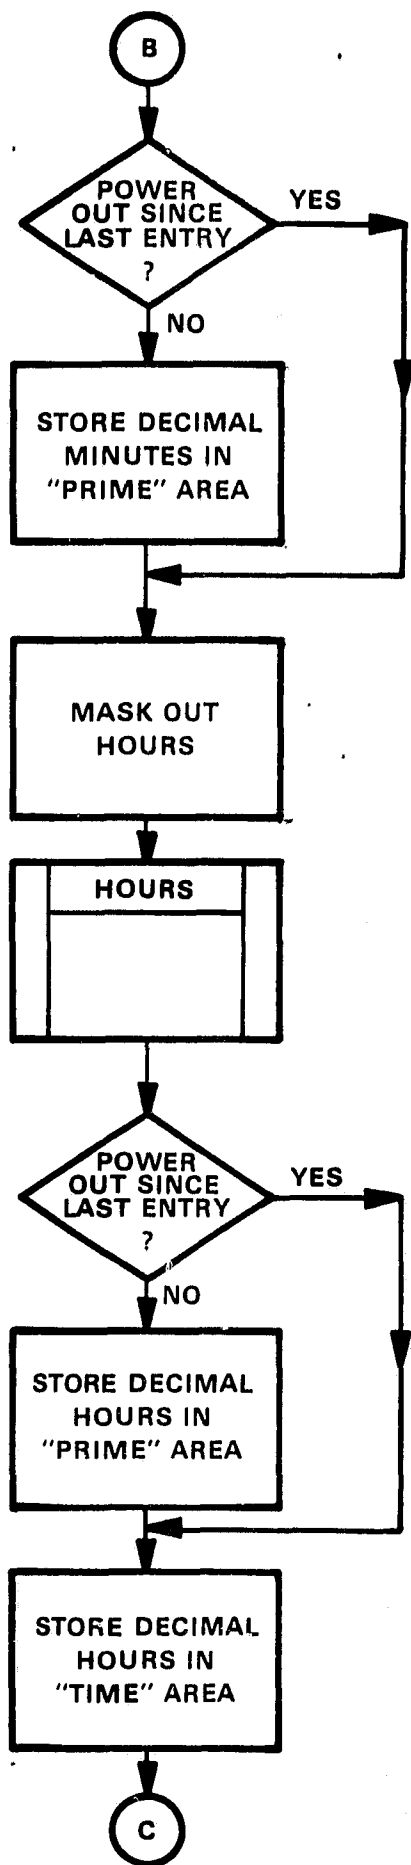 B
POWER
OUT SINCE
LAST ENTRY
?
YES
NO
STORE DECIMAL
MINUTES IN
"PRIME" AREA
MASK OUT
HOURS
HOURS
POWER
OUT SINCE
LAST ENTRY
?
YES
NO
STORE DECIMAL
HOURS IN
"PRIME" AREA
STORE DECIMAL
HOURS IN
"TIME" AREA
C